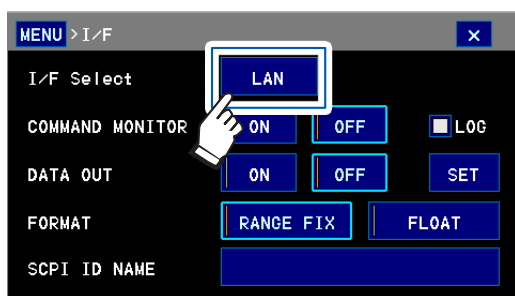 MENU > I/F ×
I/F Select LAN
COMMAND MONITOR ON OFF LOG
DATA OUT ON OFF SET
FORMAT RANGE FIX FLOAT
SCPI ID NAME